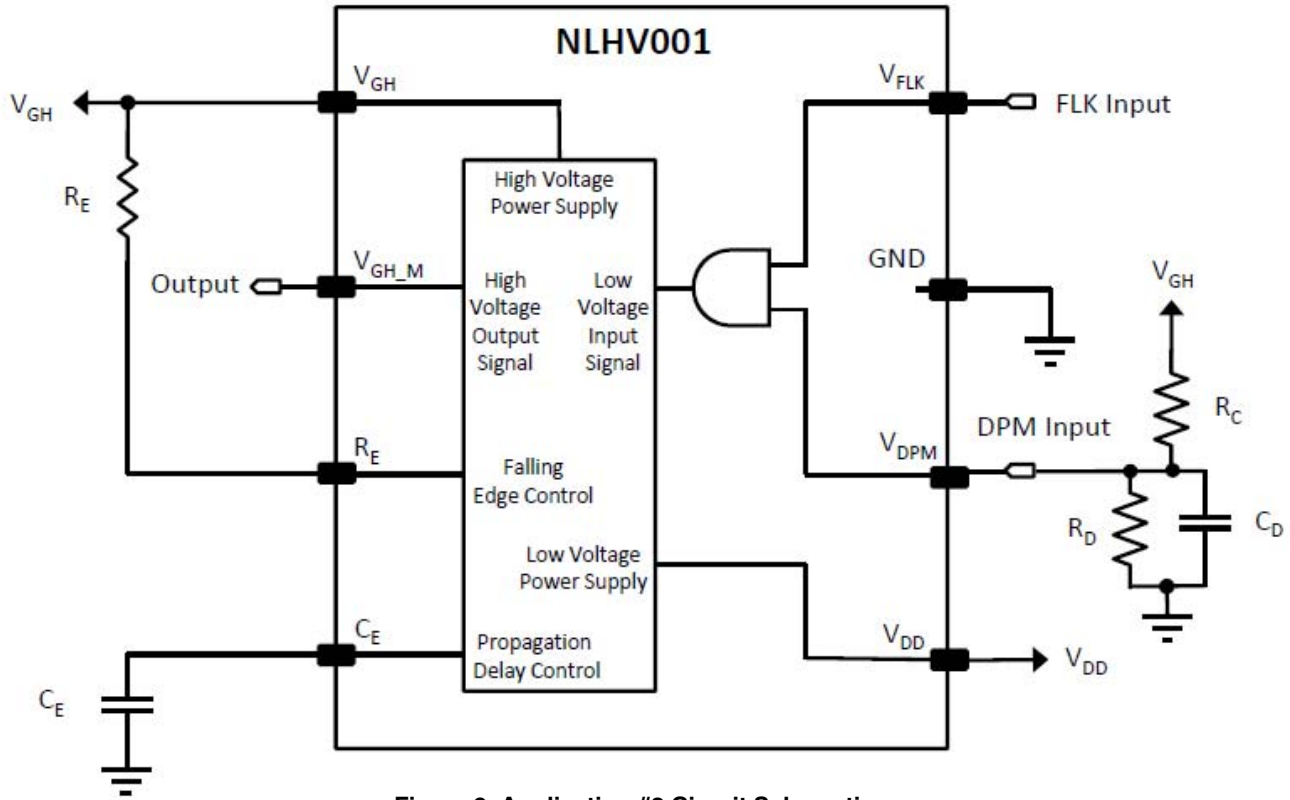 NLHV001
V_GH
V_GH
R_E
High Voltage
Power Supply
V_FLK
FLK Input
Output
V_GH_M
High
Voltage
Output
Signal
Low
Voltage
Input
Signal
GND
V_GH
R_C
DPM Input
V_DPM
R_D
C_D
R_E
Falling
Edge Control
Low Voltage
Power Supply
V_DD
V_DD
C_E
Propagation
Delay Control
C_E